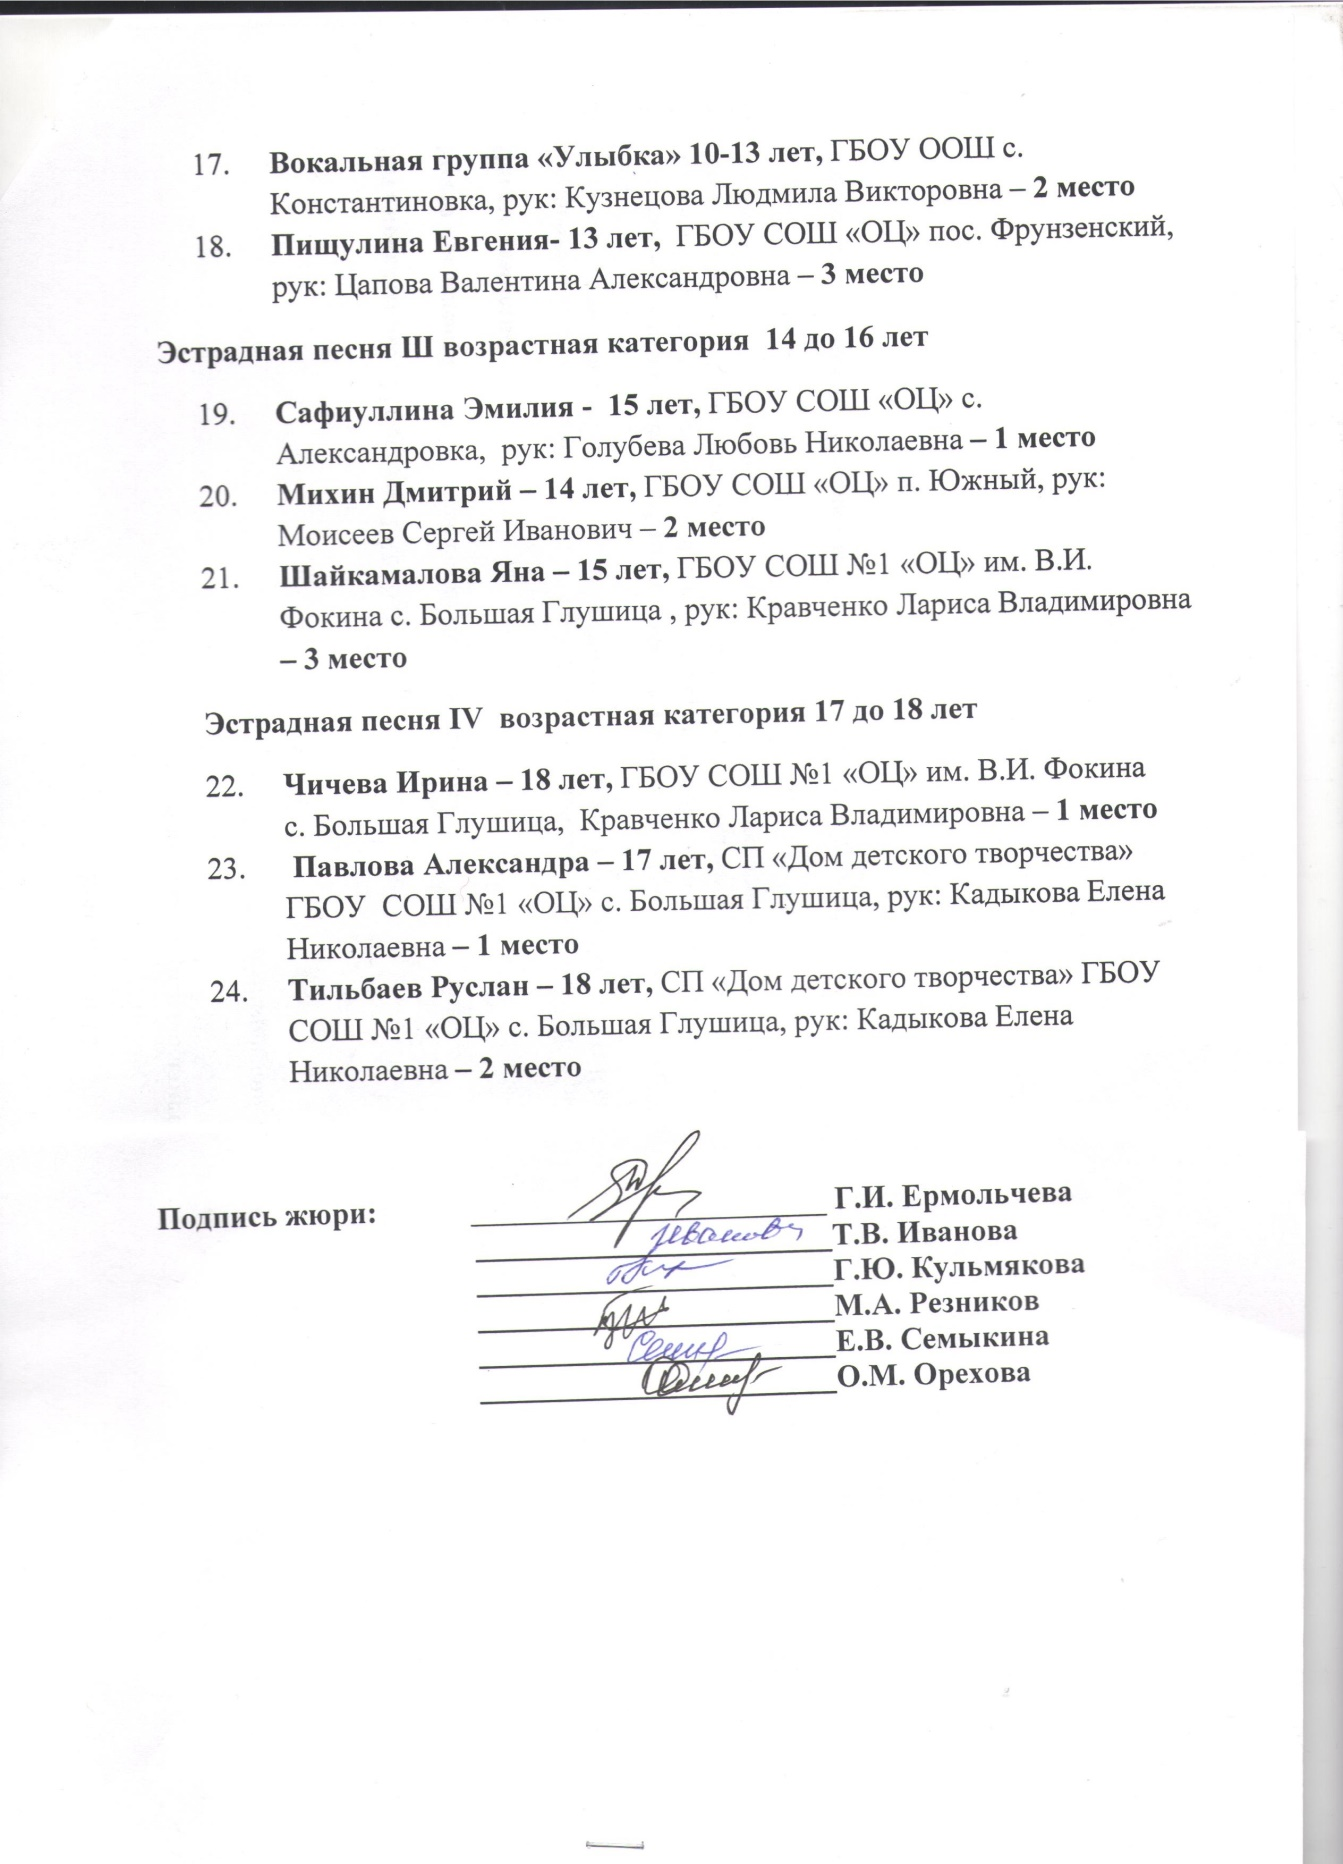 17. Вокальная группа «Улыбка» 10-13 лет, ГБОУ ООШ с.
Константиновка, рук: Кузнецова Людмила Викторовна – 2 место
18. Пищулина Евгения- 13 лет, ГБОУ СОШ «ОЦ» пос. Фрунзенский,
рук: Цапова Валентина Александровна – 3 место
Эстрадная песня Ш возрастная категория 14 до 16 лет
19. Сафиуллина Эмилия - 15 лет, ГБОУ СОШ «ОЦ» с.
Александровка, рук: Голубева Любовь Николаевна – 1 место
20. Михин Дмитрий – 14 лет, ГБОУ СОШ «ОЦ» п. Южный, рук:
Моисеев Сергей Иванович – 2 место
21. Шайкамалова Яна – 15 лет, ГБОУ СОШ №1 «ОЦ» им. В.И.
Фокина с. Большая Глушица , рук: Кравченко Лариса Владимировна
– 3 место
Эстрадная песня IV возрастная категория 17 до 18 лет
22. Чичева Ирина – 18 лет, ГБОУ СОШ №1 «ОЦ» им. В.И. Фокина
с. Большая Глушица, Кравченко Лариса Владимировна – 1 место
23. Павлова Александра – 17 лет, СП «Дом детского творчества»
ГБОУ СОШ №1 «ОЦ» с. Большая Глушица, рук: Кадыкова Елена
Николаевна – 1 место
24. Тильбаев Руслан – 18 лет, СП «Дом детского творчества» ГБОУ
СОШ №1 «ОЦ» с. Большая Глушица, рук: Кадыкова Елена
Николаевна – 2 место
Подпись жюри: Г.И. Ермольчева
Т.В. Иванова
Г.Ю. Кульмякова
М.А. Резников
Е.В. Семыкина
О.М. Орехова